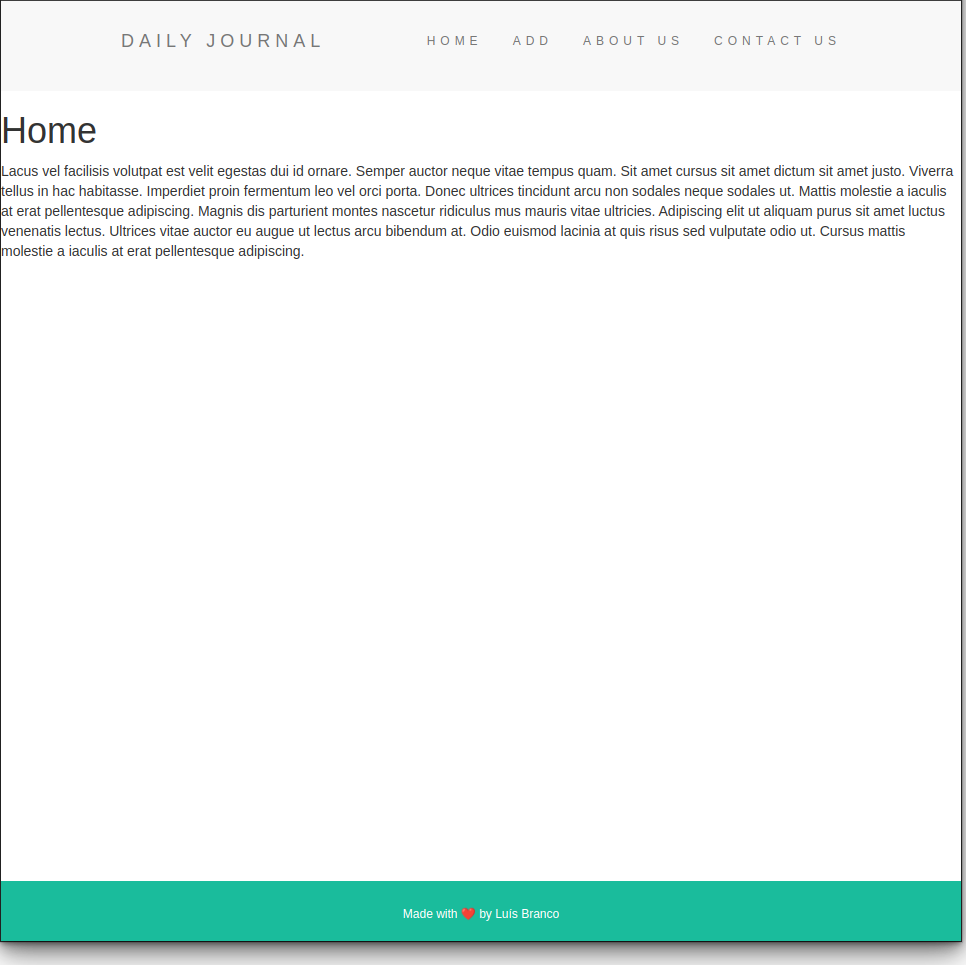 DAILY JOURNAL HOME ADD ABOUT US CONTACT US
Home
Lacus vel facilisis volutpat est velit egestas dui id ornare. Semper auctor neque vitae tempus quam. Sit amet cursus sit amet dictum sit amet justo. Viverra
tellus in hac habitasse. Imperdiet proin fermentum leo vel orci porta. Donec ultrices tincidunt arcu non sodales neque sodales ut. Mattis molestie a iaculis
at erat pellentesque adipiscing. Magnis dis parturient montes nascetur ridiculus mus mauris vitae ultricies. Adipiscing elit ut aliquam purus sit amet luctus
venenatis lectus. Ultrices vitae auctor eu augue ut lectus arcu bibendum at. Odio euismod lacinia at quis risus sed vulputate odio ut. Cursus mattis
molestie a iaculis at erat pellentesque adipiscing.
Made with ❤️ by Luís Branco